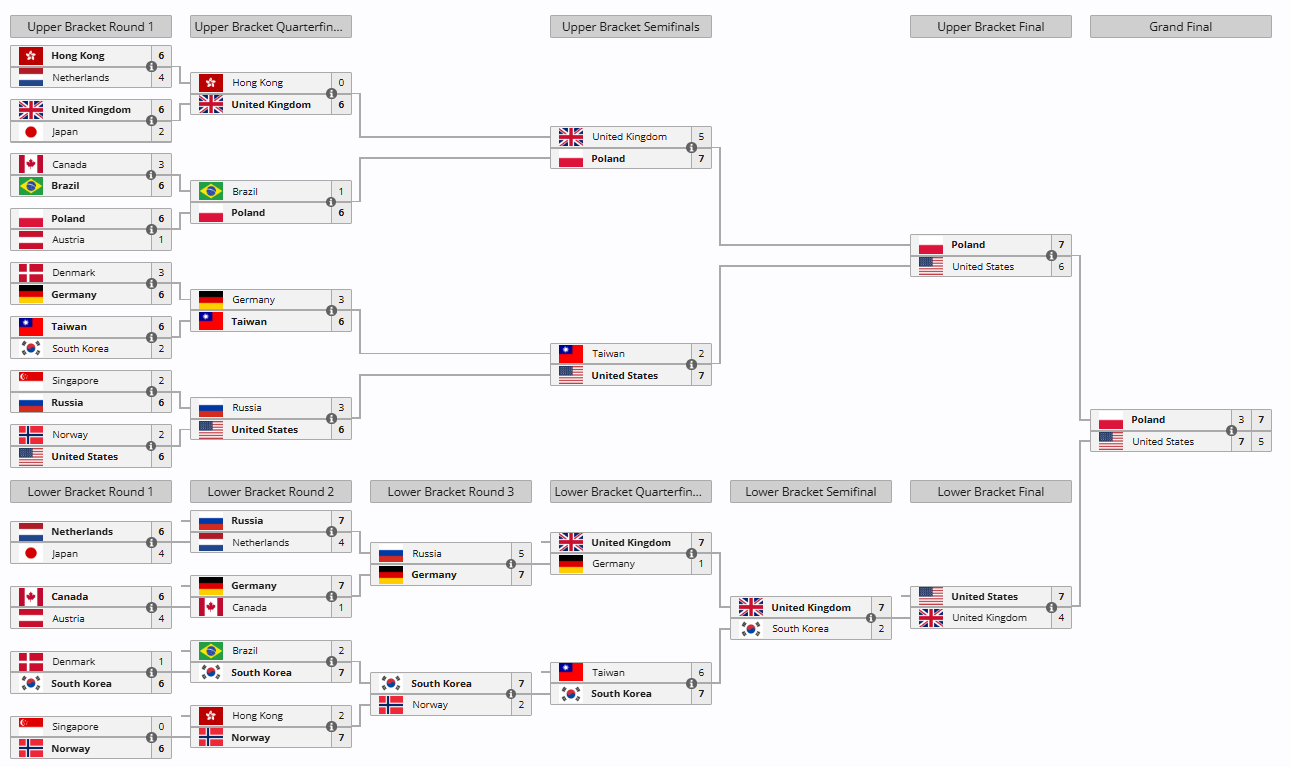 Upper Bracket Round 1
Upper Bracket Quarterfin...
Upper Bracket Semifinals
Upper Bracket Final
Grand Final
Hong Kong 6
Netherlands 4
United Kingdom 6
Japan 2
Canada 3
Brazil 6
Poland 6
Austria 1
Denmark 3
Germany 6
Taiwan 6
South Korea 2
Singapore 2
Russia 6
Norway 2
United States 6
Hong Kong 0
United Kingdom 6
Brazil 1
Poland 6
Germany 3
Taiwan 6
Russia 3
United States 6
United Kingdom 5
Poland 7
Taiwan 2
United States 7
Poland 7
United States 6
Poland 3 7
United States 7 5
Lower Bracket Round 1
Lower Bracket Round 2
Lower Bracket Round 3
Lower Bracket Quarterfin...
Lower Bracket Semifinal
Lower Bracket Final
Netherlands 6
Japan 4
Canada 6
Austria 4
Denmark 1
South Korea 6
Singapore 0
Norway 6
Russia 7
Netherlands 4
Germany 7
Canada 1
Brazil 2
South Korea 7
Hong Kong 2
Norway 7
Russia 5
Germany 7
South Korea 7
Norway 2
United Kingdom 7
Germany 1
Taiwan 6
South Korea 7
United Kingdom 7
South Korea 2
United States 7
United Kingdom 4